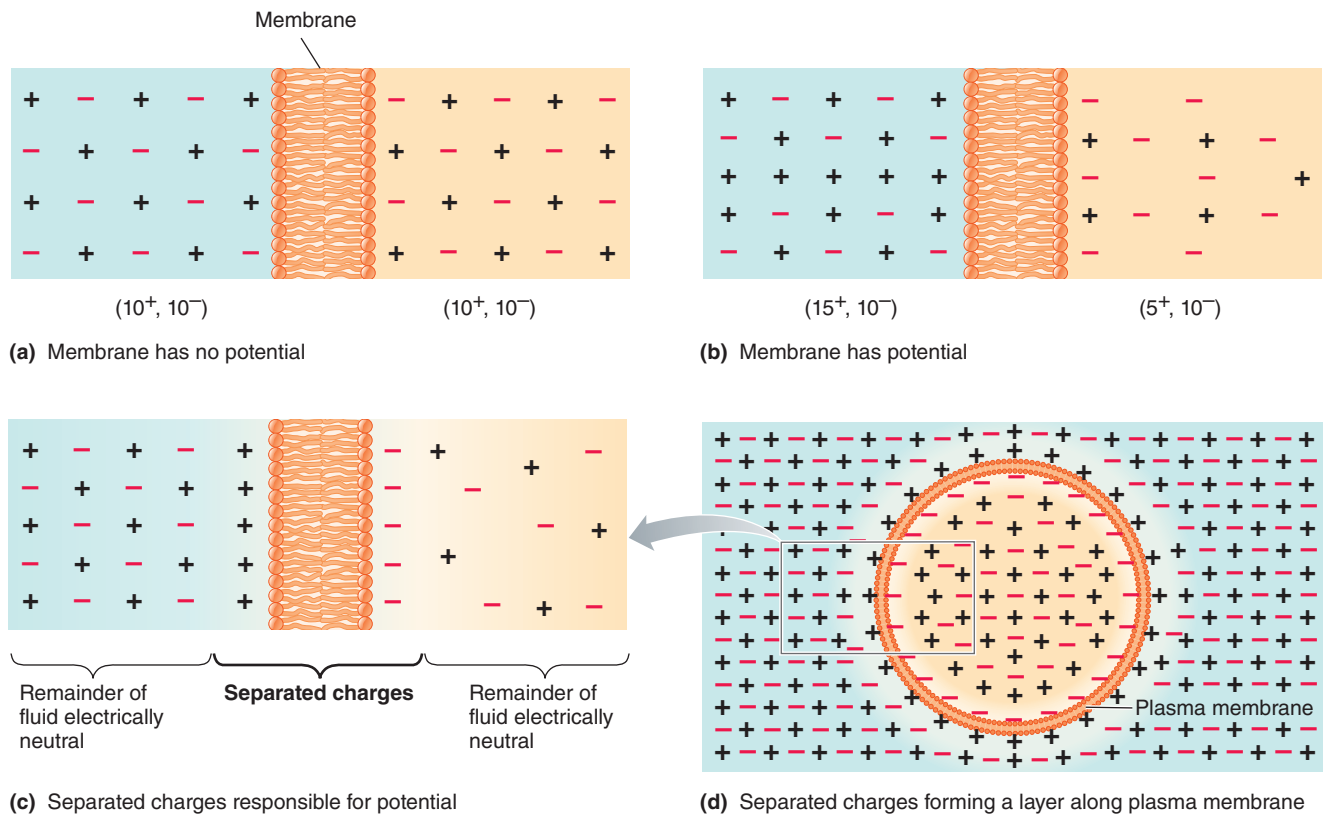 Membrane
(10⁺, 10⁻)
(10⁺, 10⁻)
(a) Membrane has no potential
(15⁺, 10⁻)
(5⁺, 10⁻)
(b) Membrane has potential
Remainder of
fluid electrically
neutral
Separated charges
Remainder of
fluid electrically
neutral
(c) Separated charges responsible for potential
Plasma membrane
(d) Separated charges forming a layer along plasma membrane